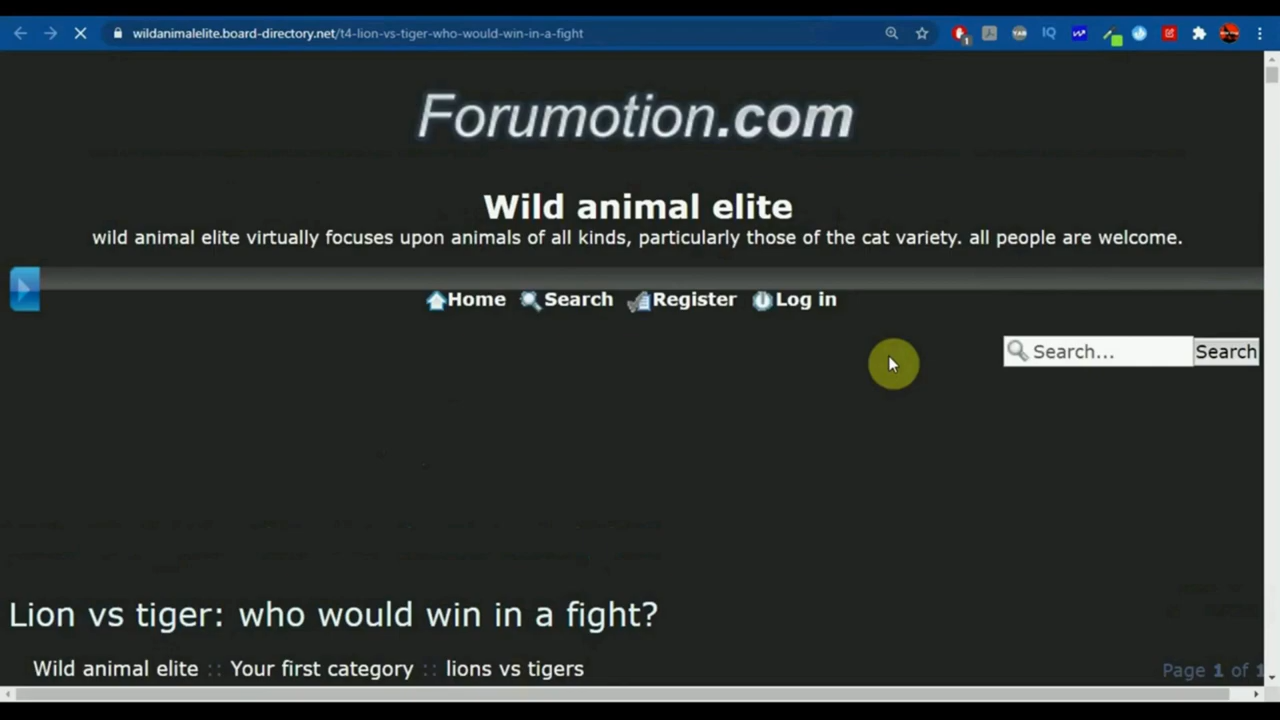 wildanimalelite.board-directory.net/t4-lion-vs-tiger-who-would-win-in-a-fight
Forumotion.com
Wild animal elite
wild animal elite virtually focuses upon animals of all kinds, particularly those of the cat variety. all people are welcome.
Home Search Register Log in
Search... Search
Lion vs tiger: who would win in a fight?
Wild animal elite :: Your first category :: lions vs tigers
Page 1 of 1